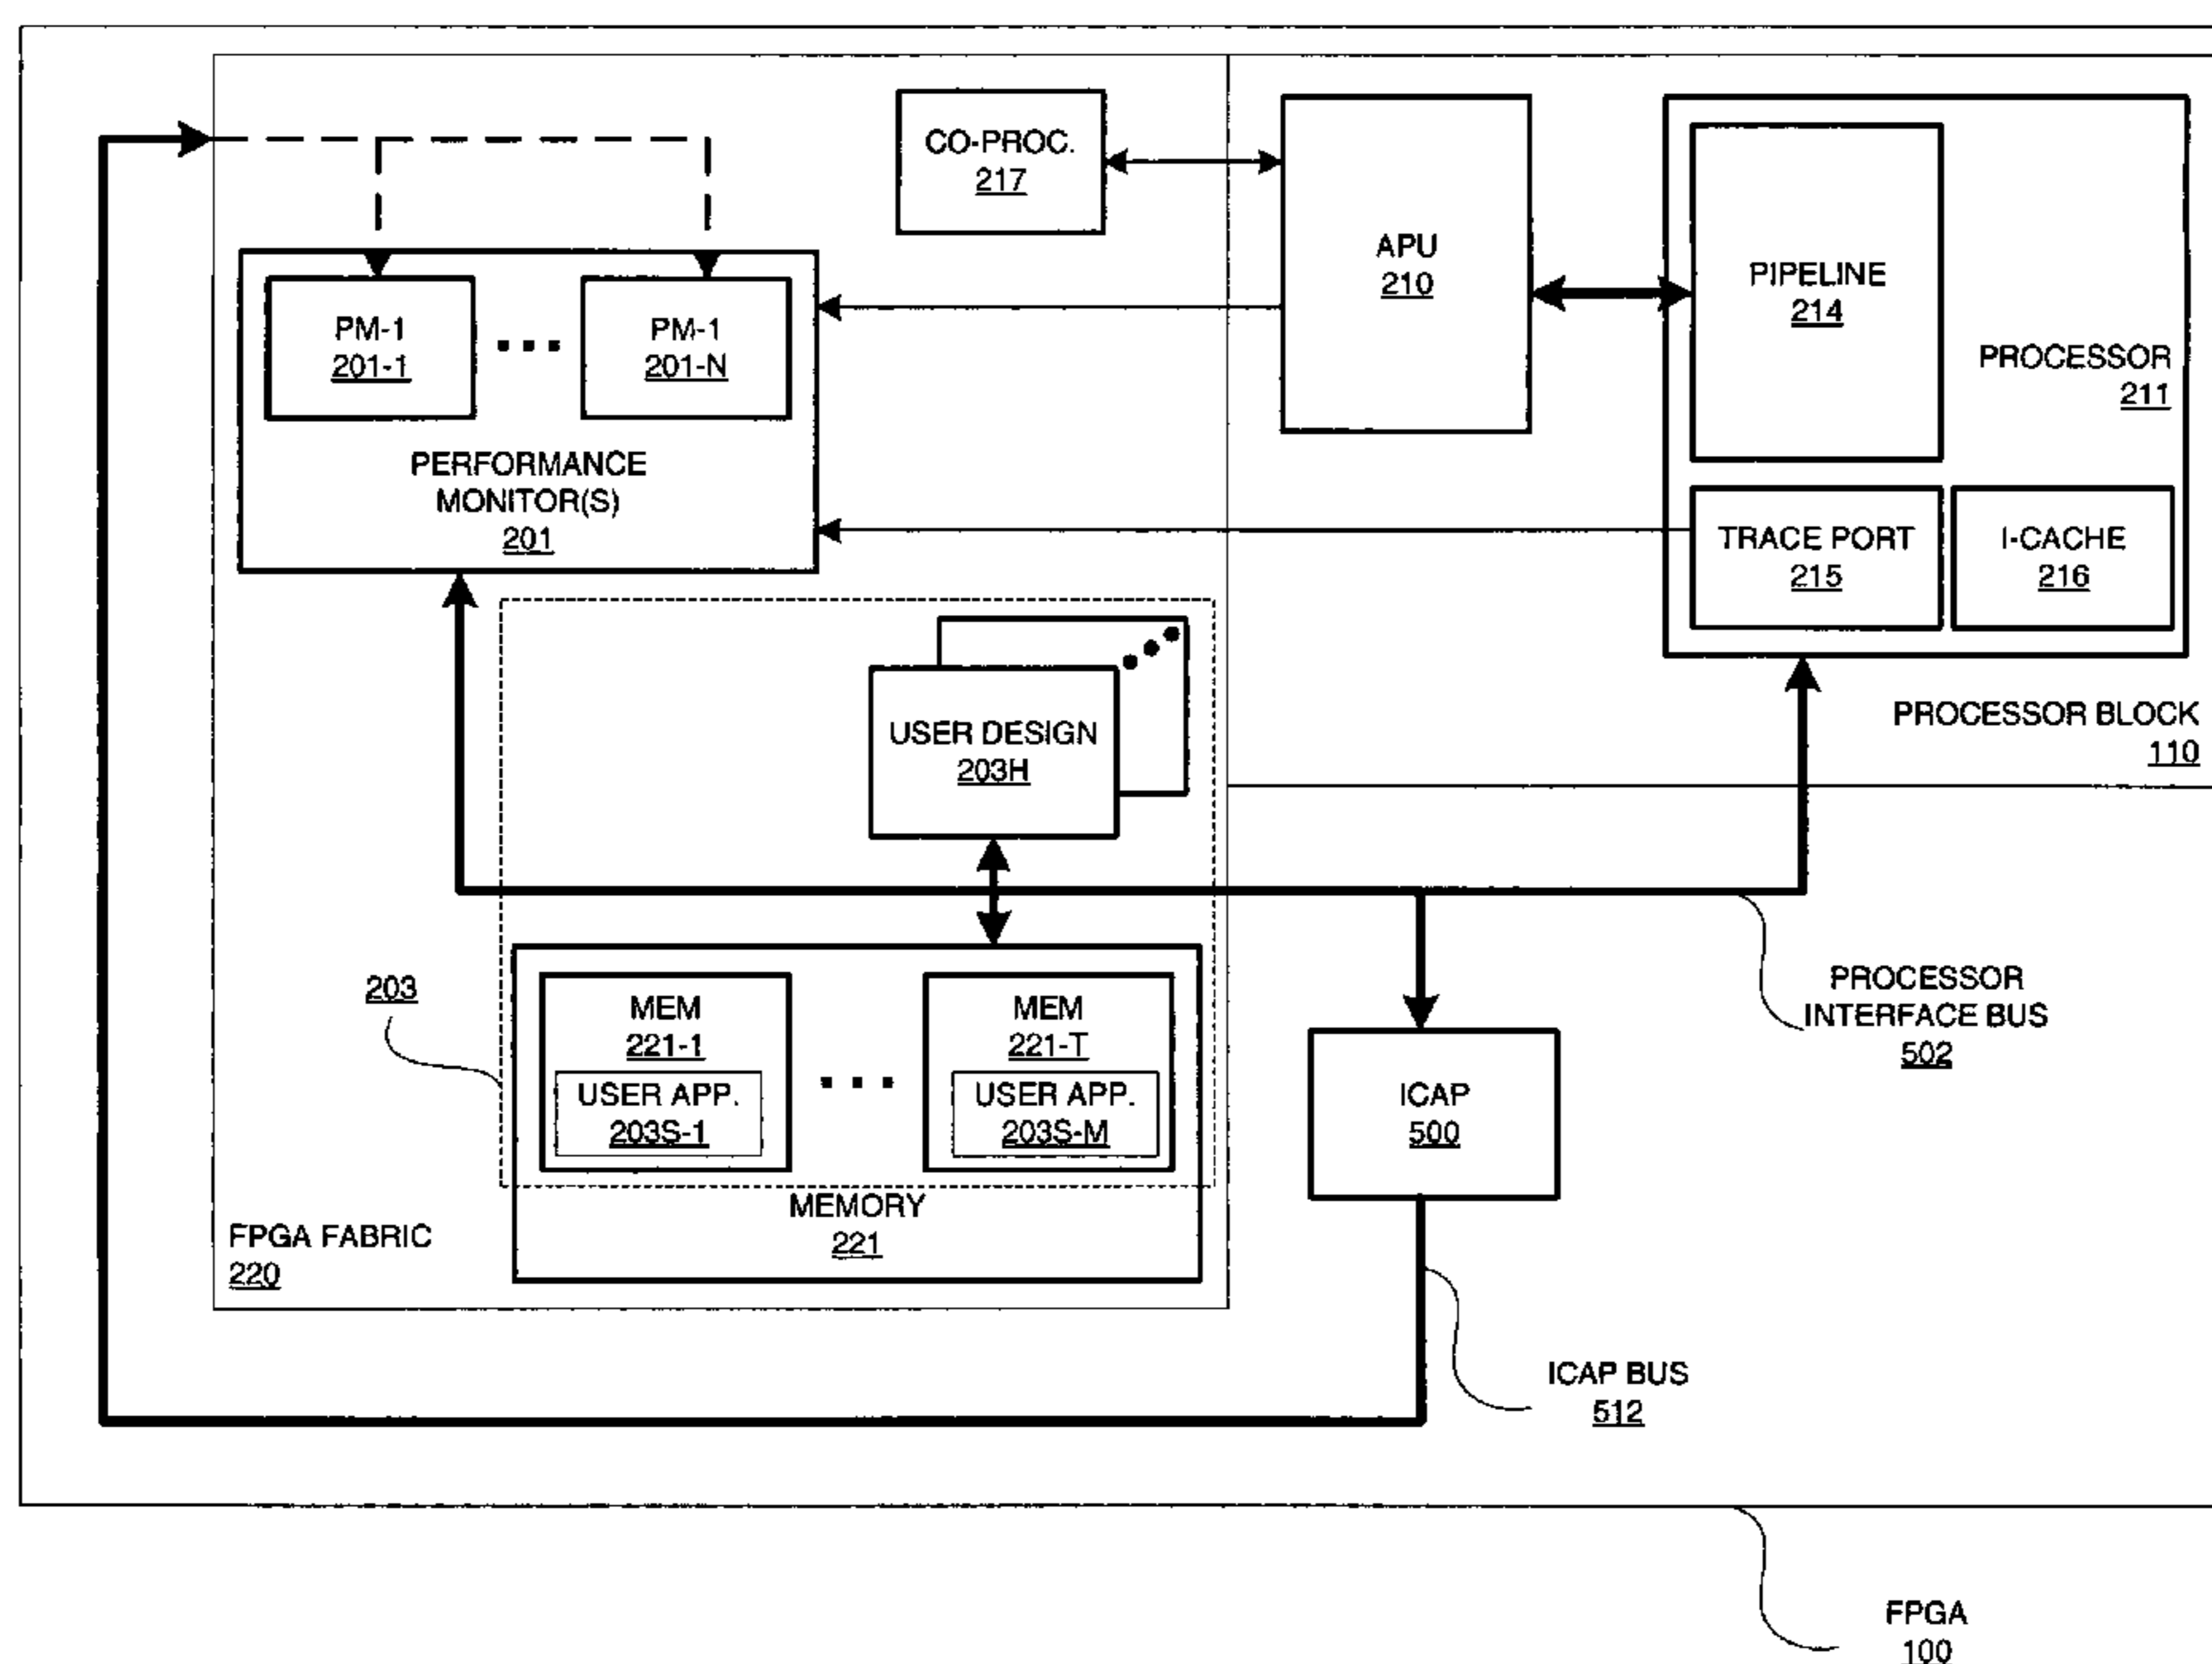 CO-PROC.
217
APU
210
PIPELINE
214
PROCESSOR
211
PM-1
201-1
PM-1
201-N
PERFORMANCE
MONITOR(S)
201
TRACE PORT
215
I-CACHE
216
PROCESSOR BLOCK
110
USER DESIGN
203H
203
MEM
221-1
USER APP.
203S-1
MEM
221-T
USER APP.
203S-M
MEMORY
221
FPGA FABRIC
220
PROCESSOR
INTERFACE BUS
502
ICAP
500
ICAP BUS
512
FPGA
100